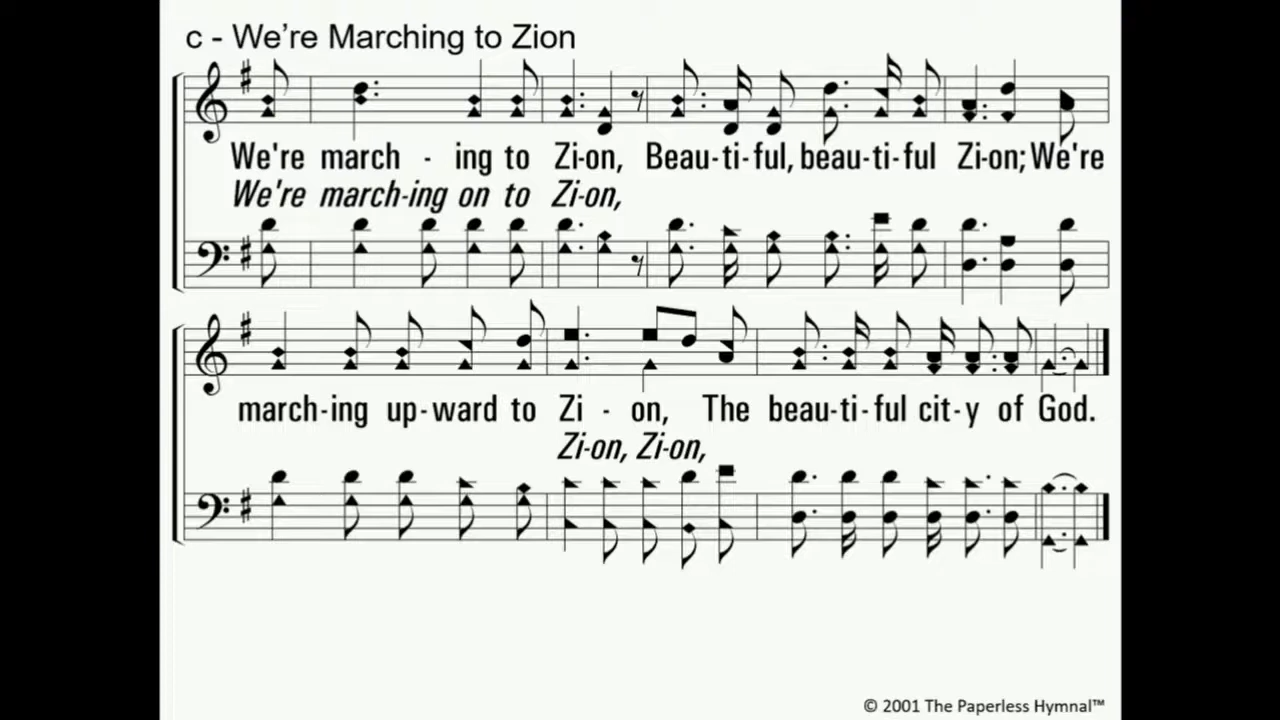 c - We’re Marching to Zion
We're march - ing to Zi-on, Beau-ti-ful, beau-ti-ful Zi-on; We're
We're march-ing on to Zi-on,
march-ing up-ward to Zi - on, The beau-ti-ful cit-y of God.
Zi-on, Zi-on,
© 2001 The Paperless Hymnal™